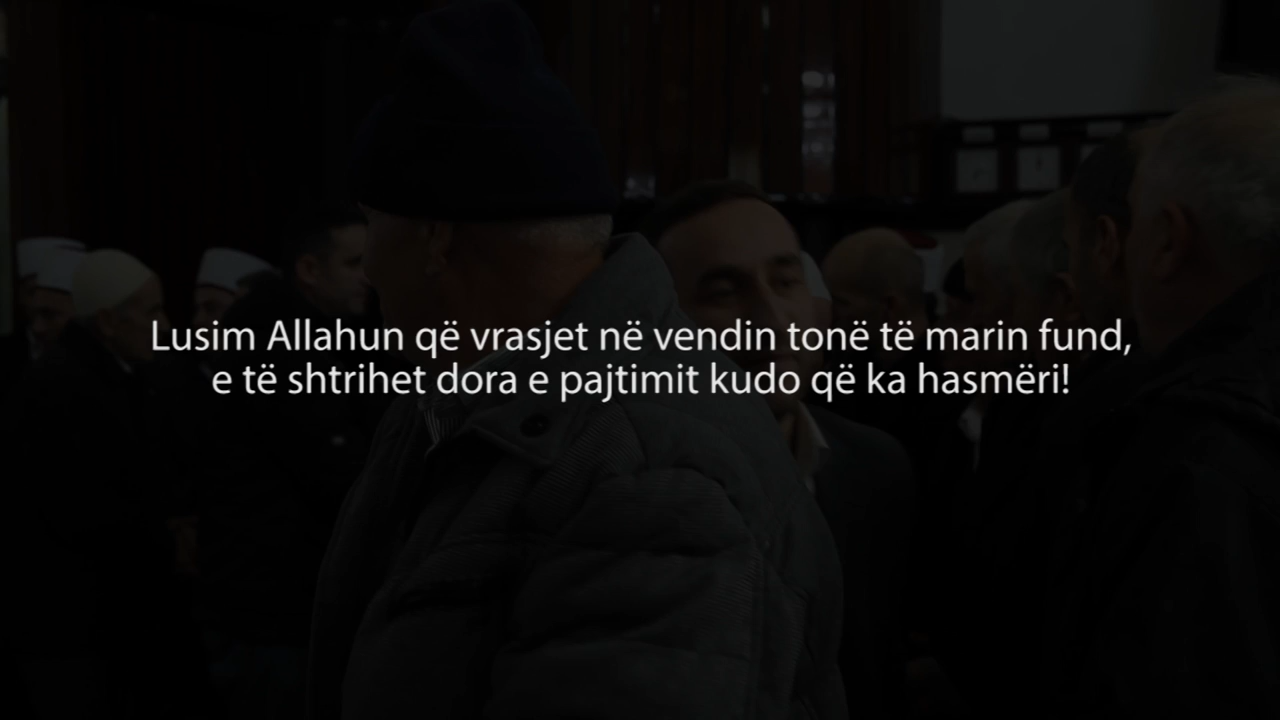 Lusim Allahun që vrasjet në vendin tonë të marin fund,
e të shtrihet dora e pajtimit kudo që ka hasmëri!